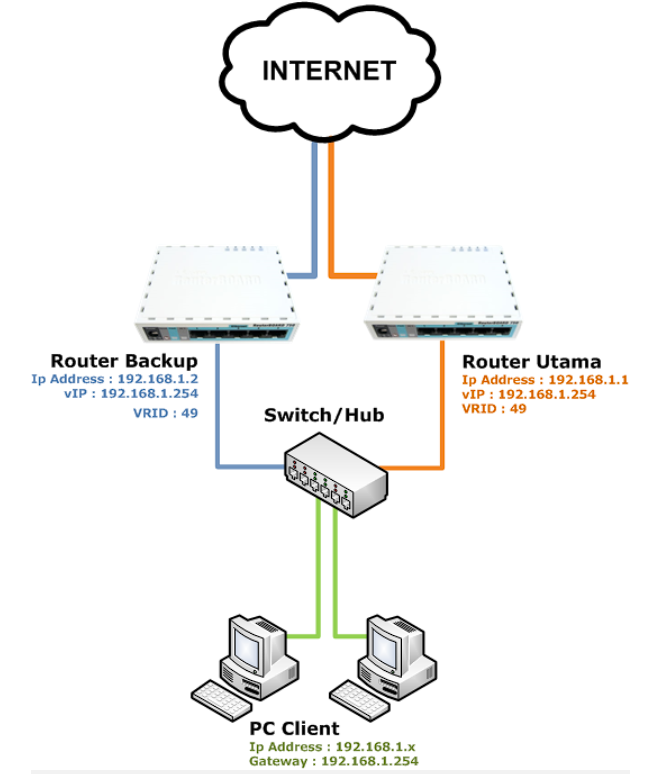 INTERNET
Router Backup
Ip Address : 192.168.1.2
vIP : 192.168.1.254
VRID : 49
Router Utama
Ip Address : 192.168.1.1
vIP : 192.168.1.254
VRID : 49
Switch/Hub
PC Client
Ip Address : 192.168.1.x
Gateway : 192.168.1.254